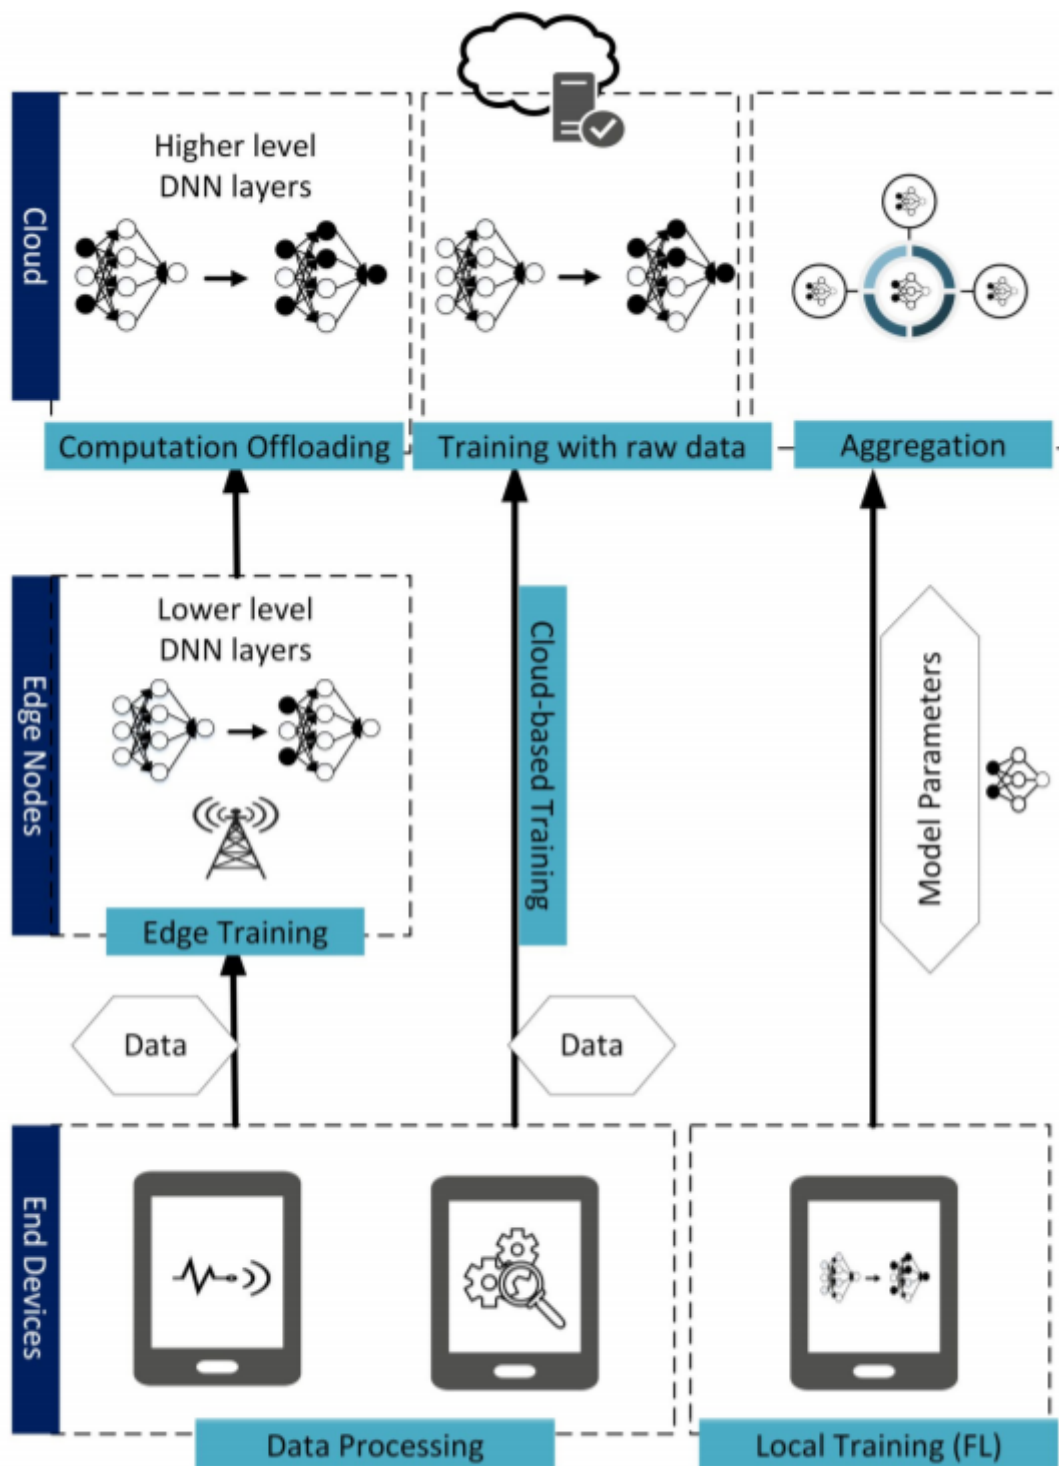 Cloud
Higher level
DNN layers
Computation Offloading
Training with raw data
Aggregation
Edge Nodes
Lower level
DNN layers
Edge Training
Cloud-based Training
Model Parameters
Data
Data
End Devices
Data Processing
Local Training (FL)